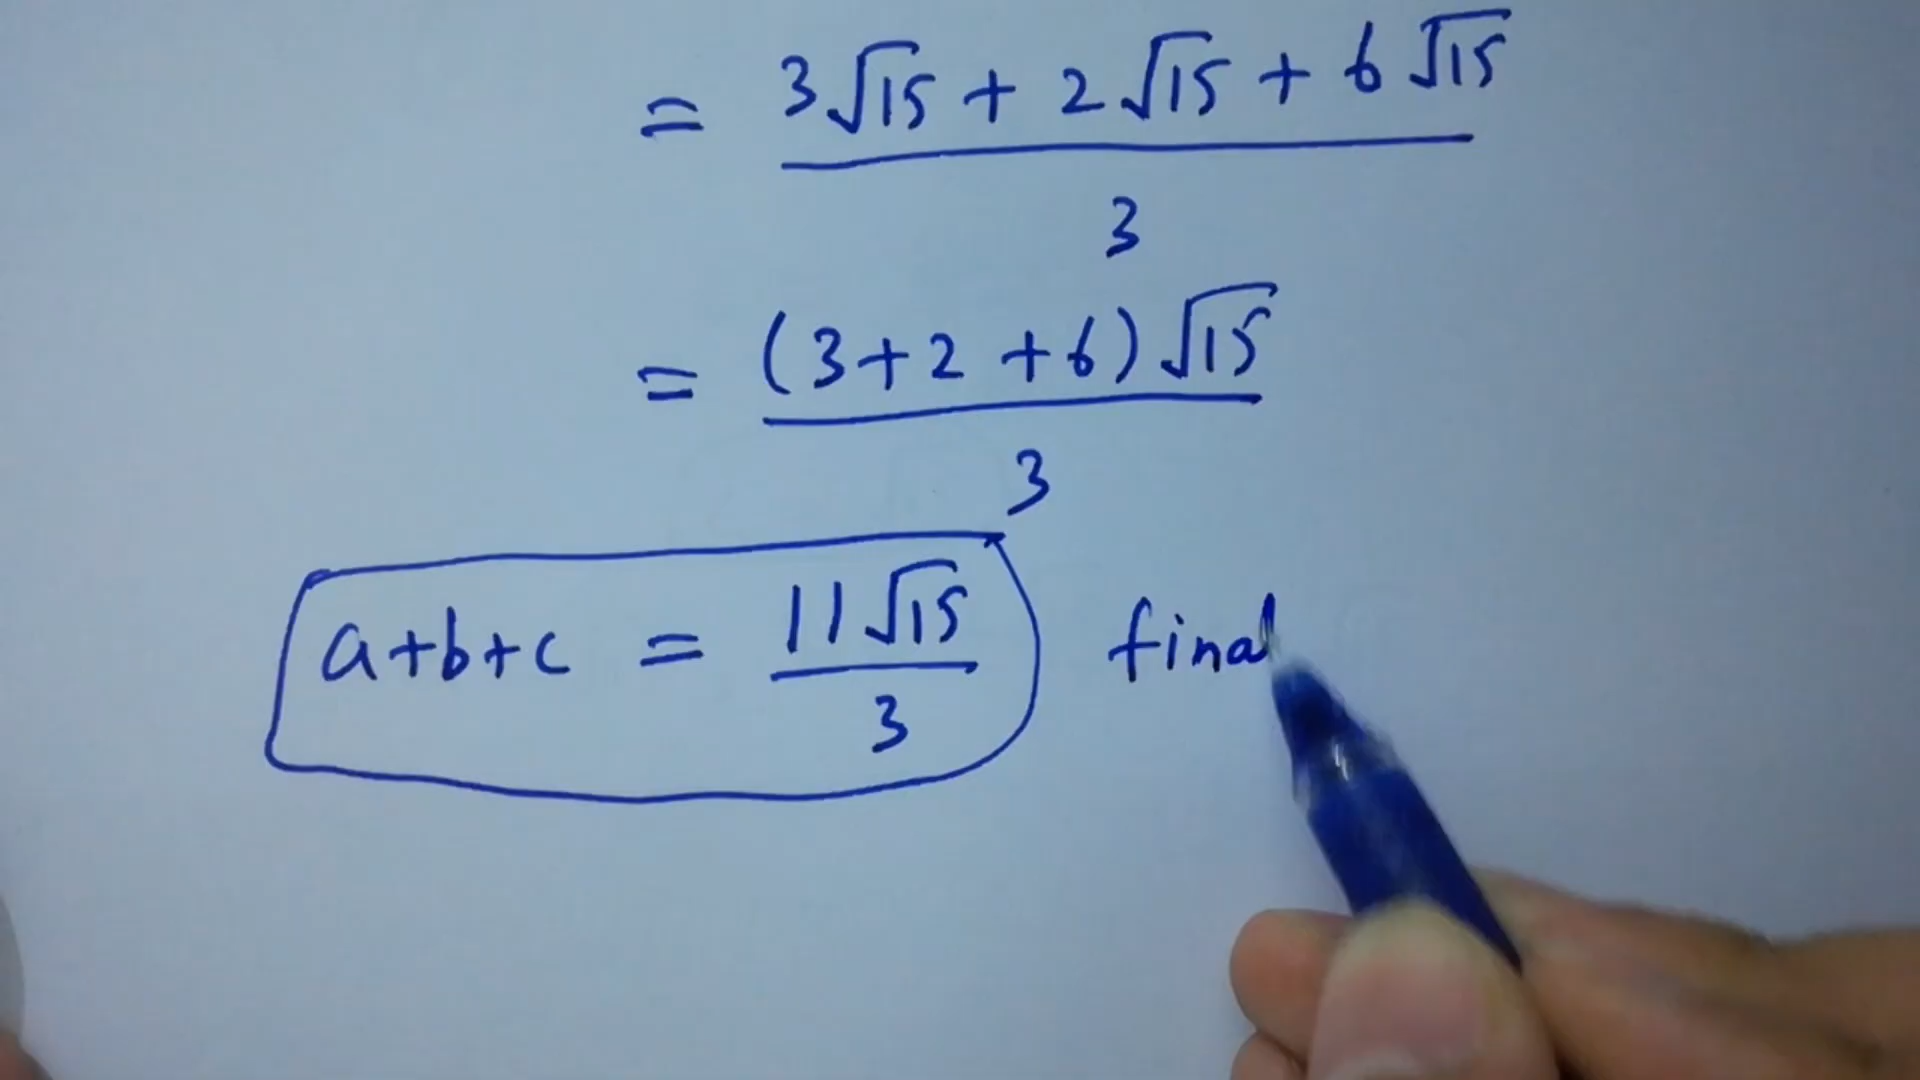 = 3√15 + 2√15 + 6√15
3
= (3+2+6)√15
3
a+b+c = 11√15 final
3